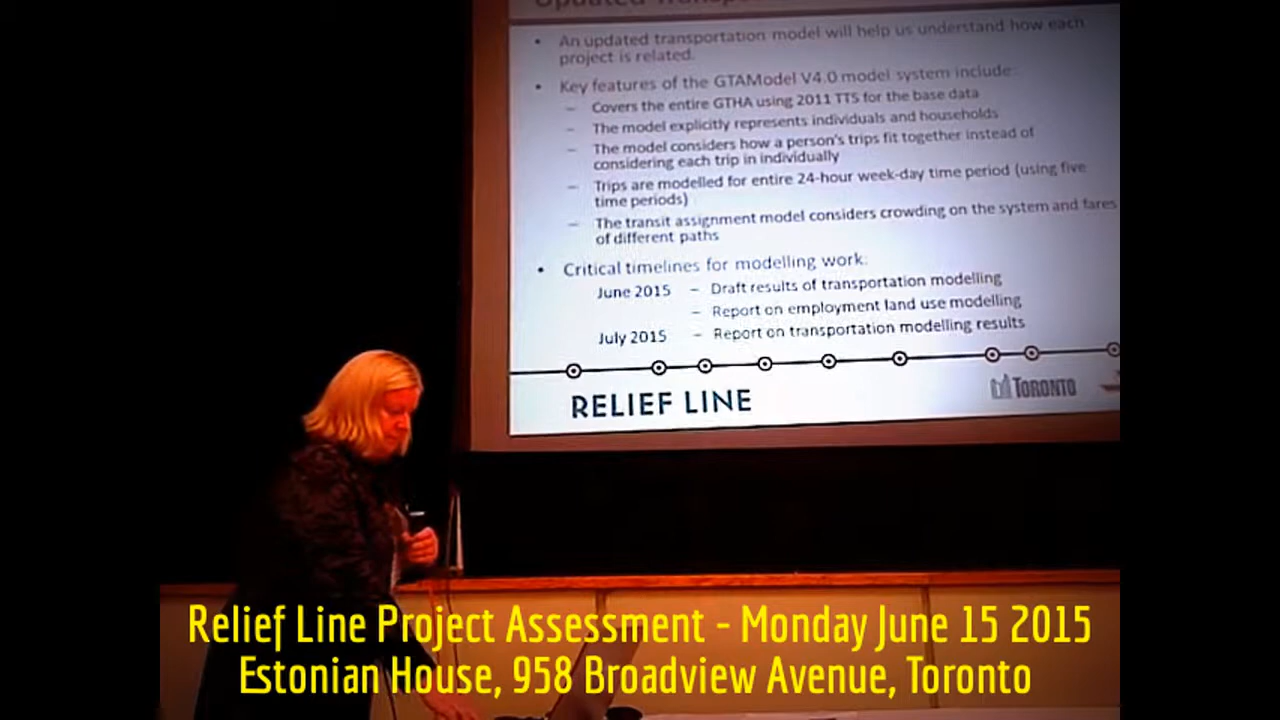 Updated
• An updated transportation model will help us understand how each
project is related.
• Key features of the GTAModel V4.0 model system include:
– Covers the entire GTHA using 2011 TTS for the base data
– The model explicitly represents individuals and households
– The model considers how a person's trips fit together instead of
considering each trip in individually
– Trips are modelled for entire 24-hour week-day time period (using five
time periods)
– The transit assignment model considers crowding on the system and fares
of different paths
• Critical timelines for modelling work:
June 2015 – Draft results of transportation modelling
– Report on employment land use modelling
July 2015 – Report on transportation modelling results
RELIEF LINE
TORONTO
Relief Line Project Assessment - Monday June 15 2015
Estonian House, 958 Broadview Avenue, Toronto